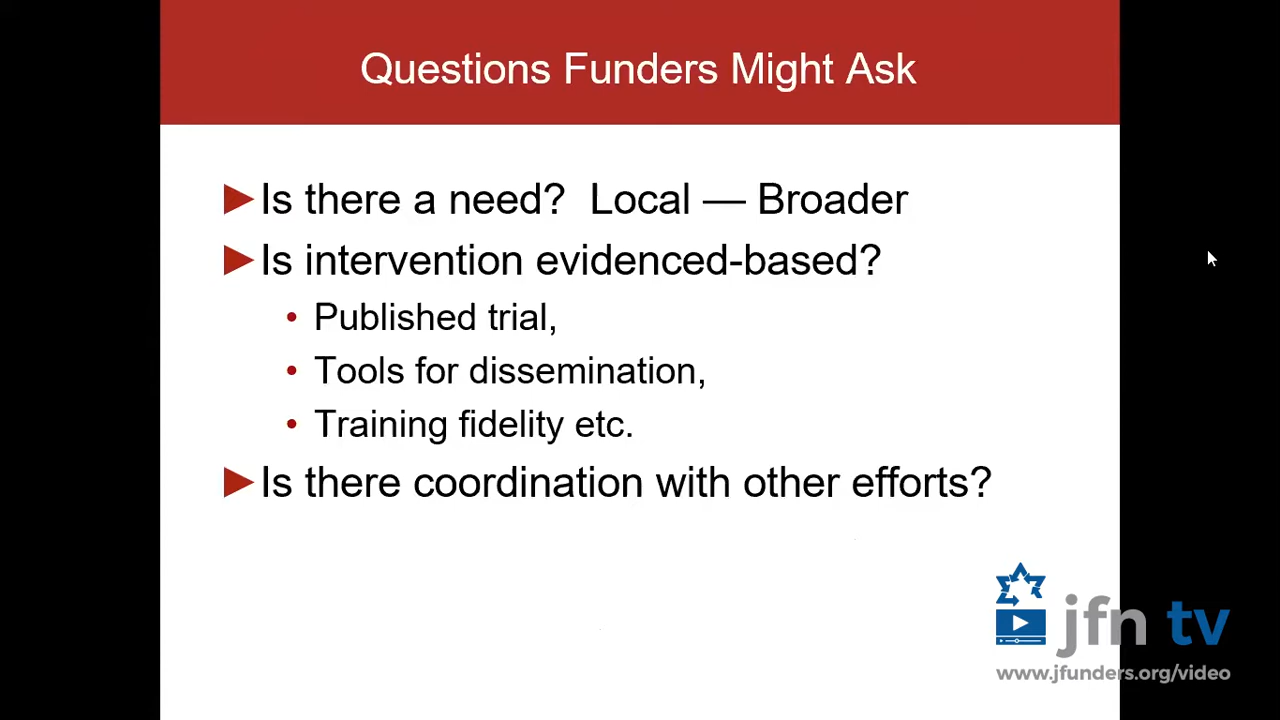 Questions Funders Might Ask
►Is there a need?  Local — Broader
►Is intervention evidenced-based?
• Published trial,
• Tools for dissemination,
• Training fidelity etc.
►Is there coordination with other efforts?
jfn tv
www.jfunders.org/video